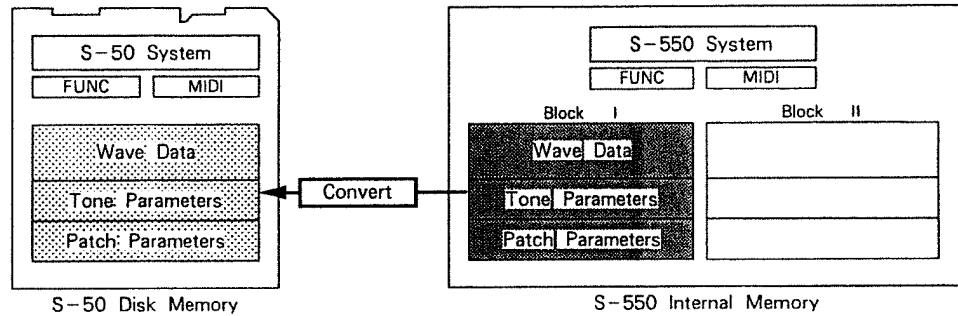 S-50 System
FUNC MIDI
Wave Data
Tone Parameters
Patch Parameters
S-50 Disk Memory
Convert
S-550 System
FUNC MIDI
Block I
Block II
Wave Data
Tone Parameters
Patch Parameters
S-550 Internal Memory